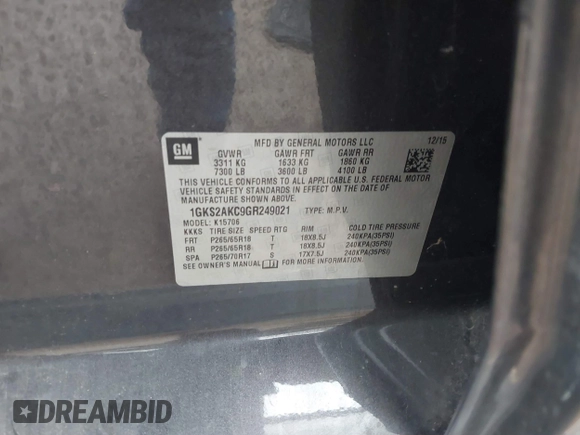 GM
MFD BY GENERAL MOTORS LLC 12/15
GVWR GAWR FRT GAWR RR
3311 KG 1633 KG 1860 KG
7300 LB 3600 LB 4100 LB
THIS VEHICLE CONFORMS TO ALL APPLICABLE U.S. FEDERAL MOTOR
VEHICLE SAFETY STANDARDS IN EFFECT ON THE DATE OF
MANUFACTURE SHOWN ABOVE.
1GKS2AKC9GR249021 TYPE: M.P.V.
MODEL: K15706
KKKS TIRE SIZE SPEED RTG RIM COLD TIRE PRESSURE
FRT P265/65R18 T 18X8.5J 240KPA(35PSI)
RR P265/65R18 T 18X8.5J 240KPA(35PSI)
SPA P265/70R17 S 17X7.5J 240KPA(35PSI)
SEE OWNER'S MANUAL FOR MORE INFORMATION.
DREAMBID